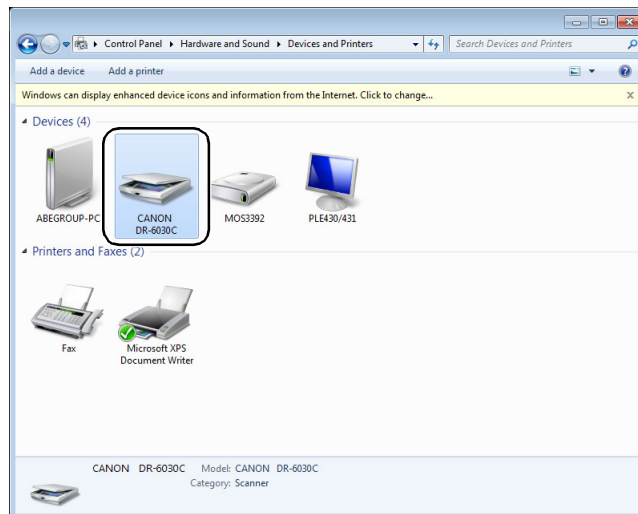 Control Panel ▸ Hardware and Sound ▸ Devices and Printers
Search Devices and Printers
Add a device Add a printer
Windows can display enhanced device icons and information from the Internet. Click to change...
Devices (4)
ABEGROUP-PC
CANON
DR-6030C
MOS3392
PLE430/431
Printers and Faxes (2)
Fax
Microsoft XPS
Document Writer
CANON DR-6030C Model: CANON DR-6030C
Category: Scanner